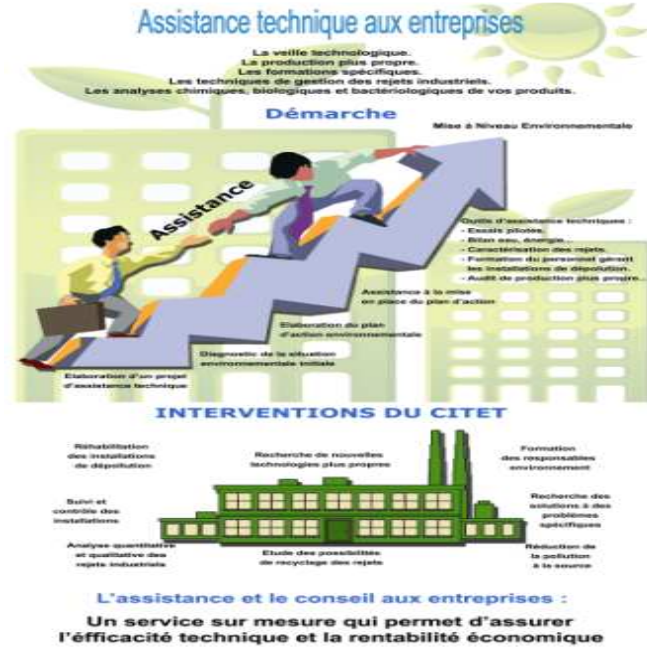 Assistance technique aux entreprises
La veille technologique.
La production plus propre.
Les formations spécifiques.
Les techniques de gestion des rejets industriels.
Les analyses chimiques, biologiques et bactériologiques de vos produits.
Démarche
Mise à Niveau Environnementale
Assistance
Outils d'assistance techniques :
- Essais pilotes.
- Bilan eau, énergie...
- Caractérisation des rejets.
- Formation du personnel gérant
les installations de dépolution.
- Audit de production plus propre...
Assistance à la mise
en place du plan d'action
Elaboration du plan
d'action environnementale
Diagnostic de la situation
environnementale initiale
Elaboration d'un projet
d'assistance technique
INTERVENTIONS DU CITET
Réhabilitation
des installations
de dépollution
Recherche de nouvelles
technologies plus propres
Formation
des responsables
environnement
Suivi et
contrôle des
installations
Recherche des
solutions à des
problèmes
spécifiques
Analyse quantitative
et qualitative des
rejets industriels
Etude des possibilités
de recyclage des rejets
Réduction de
la pollution
à la source
L'assistance et le conseil aux entreprises :
Un service sur mesure qui permet d'assurer
l'éfficacité technique et la rentabilité économique